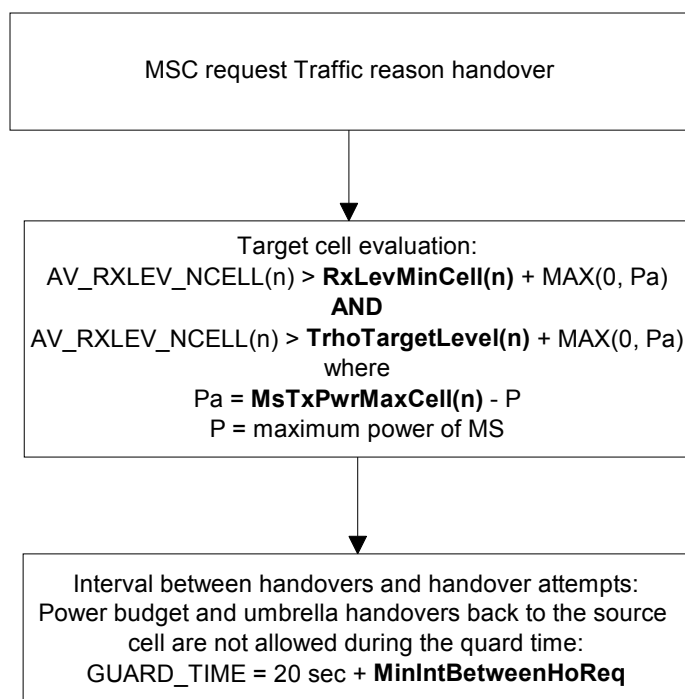 MSC request Traffic reason handover
Target cell evaluation:
AV_RXLEV_NCELL(n) > RxLevMinCell(n) + MAX(0, Pa)
AND
AV_RXLEV_NCELL(n) > TrhoTargetLevel(n) + MAX(0, Pa)
where
Pa = MsTxPwrMaxCell(n) - P
P = maximum power of MS
Interval between handovers and handover attempts:
Power budget and umbrella handovers back to the source
cell are not allowed during the quard time:
GUARD_TIME = 20 sec + MinIntBetweenHoReq